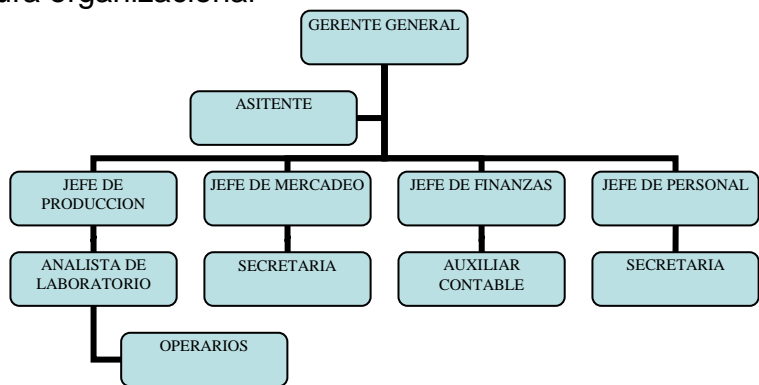 ura organizacional
GERENTE GENERAL
ASITENTE
JEFE DE
PRODUCCION
JEFE DE MERCADEO
JEFE DE FINANZAS
JEFE DE PERSONAL
ANALISTA DE
LABORATORIO
SECRETARIA
AUXILIAR
CONTABLE
SECRETARIA
OPERARIOS